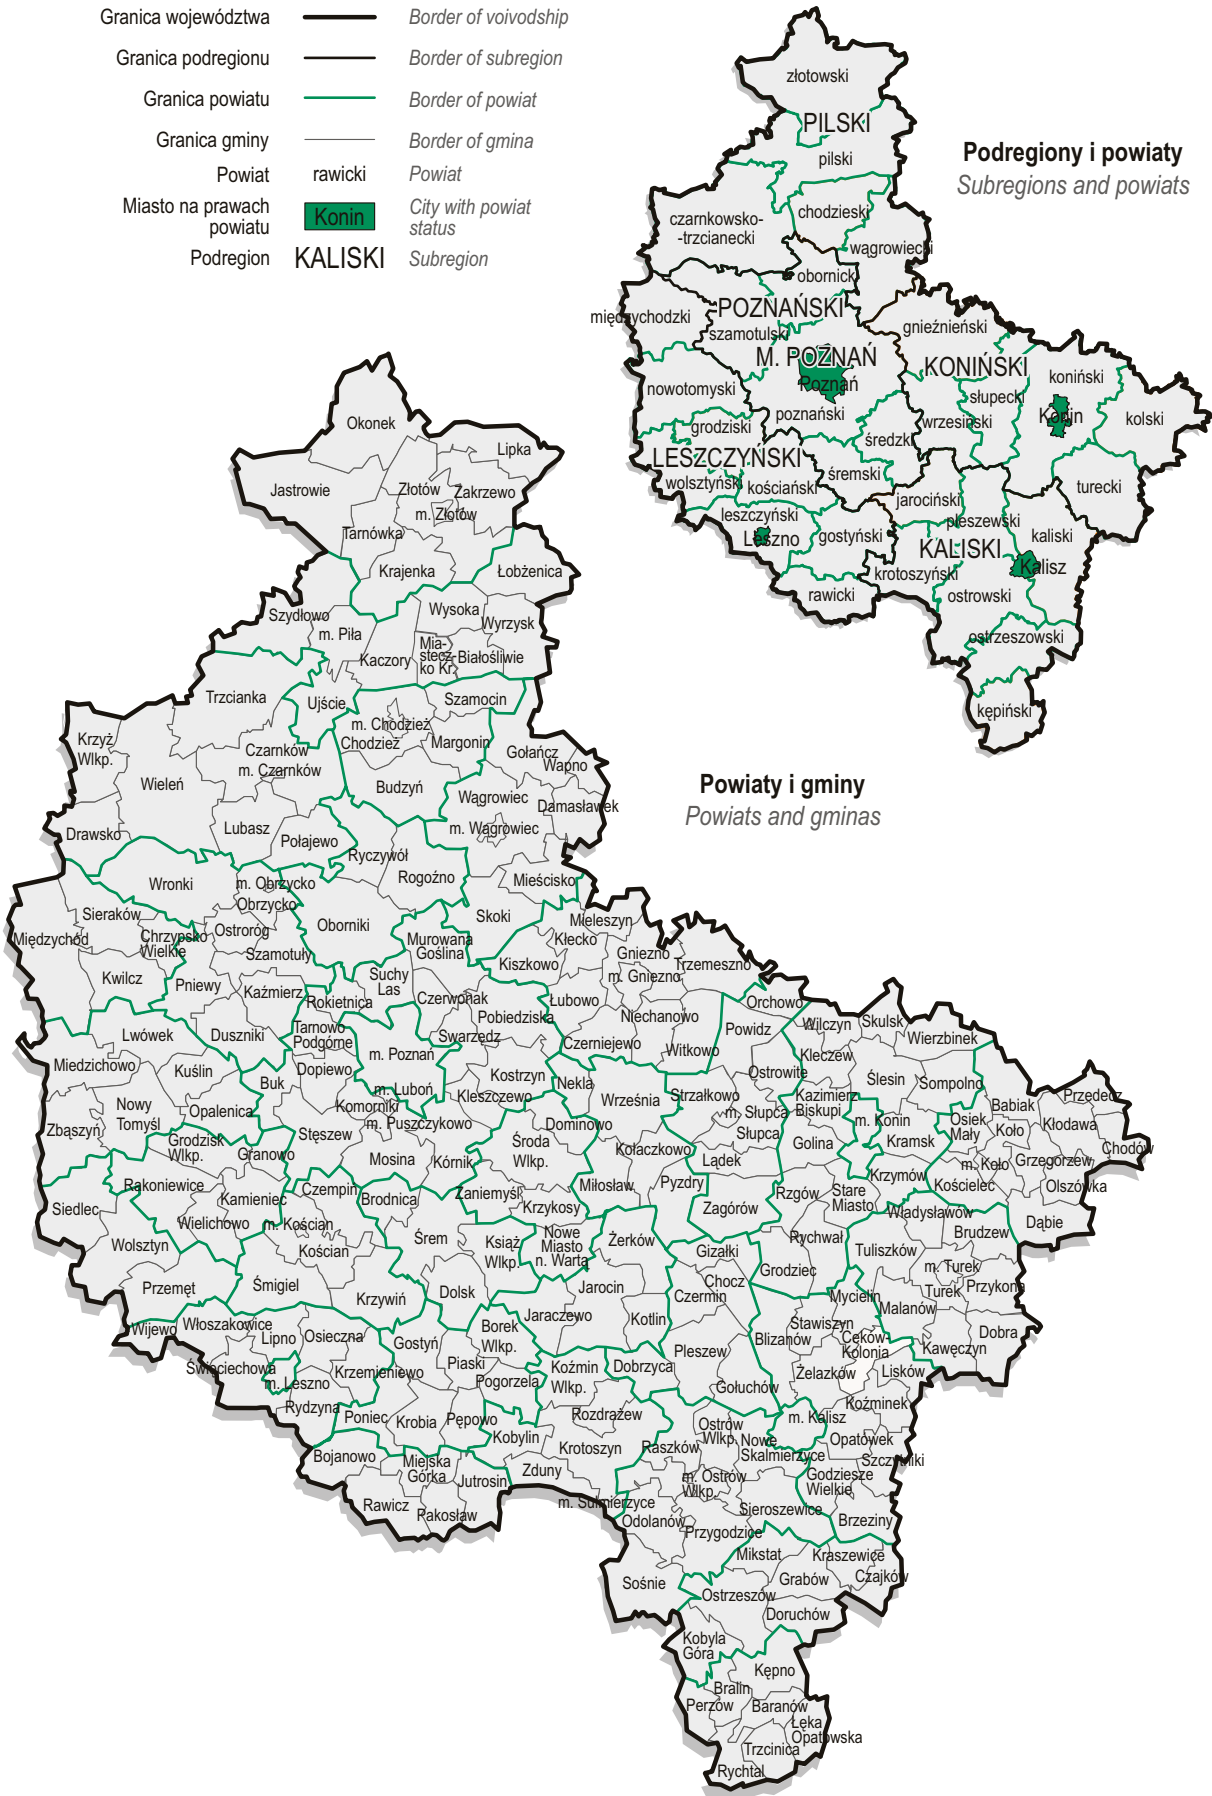 Granica województwa Border of voivodship
Granica podregionu Border of subregion
Granica powiatu Border of powiat
Granica gminy Border of gmina
Powiat rawicki Powiat
Miasto na prawach
powiatu
Konin
City with powiat
status
Podregion KALISKI Subregion
Podregiony i powiaty
Subregions and powiats
złotowski
PILSKI
pilski
czarnkowsko-
-trzcianecki
chodzieski
wągrowiecki
obornick
międzychodzki
POZNAŃSKI
szamotulski
gnieźnieński
M. POZNAŃ
Poznań
KONIŃSKI
koniński
nowotomyski
słupecki
poznański
wrzesiński
Konin
kolski
grodziski
średzki
LESZCZYŃSKI
wolsztyński
kościański
śremski
jarociński
turecki
leszczyński
Leszno
gostyński
pleszewski
kaliski
KALISKI
Kalisz
krotoszyński
rawicki
ostrowski
ostrzeszowski
kępiński
Powiaty i gminy
Powiats and gminas
Okonek
Lipka
Jastrowie
Złotów
Zakrzewo
m. Złotów
Tarnówka
Krajenka
Łobżenica
Szydłowo
m. Piła
Wysoka
Wyrzysk
Kaczory
Mia-
stecz-
ko Kr.
Białośliwie
Trzcianka
Ujście
Szamocin
m. Chodzież
Chodzież
Margonin
Krzyż
Wlkp.
Czarnków
m. Czarnków
Gołańcz
Wapno
Wieleń
Budzyń
Wągrowiec
Damasławek
Drawsko
Lubasz
Połajewo
m. Wągrowiec
Ryczywół
Rogoźno
Mieścisko
Wronki
m. Obrzycko
Obrzycko
Sieraków
Ostroróg
Oborniki
Skoki
Mieleszyn
Międzychód
Chrzypsko
Wielkie
Szamotuły
Murowana
Goślina
Kłecko
Gniezno
m. Gniezno
Trzemeszno
Kiszkowo
Kwilcz
Pniewy
Kaźmierz
Rokietnica
Suchy
Las
Czerwonak
Łubowo
Orchowo
Pobiedziska
Niechanowo
Powidz
Wilczyn
Skulsk
Wierzbinek
Lwówek
Duszniki
Tarnowo
Podgórne
Swarzędz
Czerniejewo
Witkowo
Kleczew
Miedzichowo
Kuślin
Buk
Dopiewo
m. Poznań
m. Luboń
Kostrzyn
Nekla
Ostrowite
Ślesin
Sompolno
Kleszczewo
Września
Strzałkowo
Kazimierz
Biskupi
Przedecz
Babiak
Nowy
Tomyśl
Opalenica
Komorniki
m. Puszczykowo
Dominowo
m. Słupca
Słupca
m. Konin
Osiek
Mały
Koło
Kłodawa
Zbąszyń
Grodzisk
Wlkp.
Granowo
Stęszew
Środa
Wlkp.
Kołaczkowo
Golina
Kramsk
Chodów
Mosina
Kórnik
Lądek
m. Koło
Grzegorzew
Rakoniewice
Kamieniec
Czempiń
Brodnica
Zaniemyśl
Miłosław
Pyzdry
Rzgów
Stare
Miasto
Krzymów
Kościelec
Olszówka
Siedlec
Wielichowo
m. Kościan
Kościan
Krzykosy
Zagórów
Władysławów
Dąbie
Wolsztyn
Śrem
Książ
Wlkp.
Nowe
Miasto
n. Wartą
Żerków
Rychwał
Tuliszków
Brudzew
Gizałki
Grodziec
m. Turek
Turek
Przykona
Przemęt
Śmigiel
Krzywiń
Dolsk
Jarocin
Chocz
Czermin
Mycielin
Malanów
Jaraczewo
Kotlin
Wijewo
Włoszakowice
Lipno
Osieczna
Gostyń
Borek
Wlkp.
Blizanów
Stawiszyn
Ceków-
Kolonia
Dobra
Kawęczyn
Pleszew
Święciechowa
m. Leszno
Krzemieniewo
Piaski
Pogorzela
Koźmin
Wlkp.
Dobrzyca
Gołuchów
Żelazków
Lisków
Rydzyna
Poniec
Krobia
Pępowo
Kobylin
Rozdrażew
Ostrów
Wlkp.
Nowe
Skalmierzyce
m. Kalisz
Koźminek
Opatówek
Bojanowo
Miejska
Górka
Jutrosin
Zduny
Krotoszyn
Raszków
Szczytniki
Godziesze
Wielkie
Rawicz
Pakosław
m. Sulmierzyce
m. Ostrów
Wlkp.
Sieroszewice
Brzeziny
Odolanów
Przygodzice
Mikstat
Kraszewice
Sośnie
Grabów
Czajków
Ostrzeszów
Doruchów
Kobyla
Góra
Kępno
Bralin
Perzów
Baranów
Łęka
Opatowska
Trzcinica
Rychtal